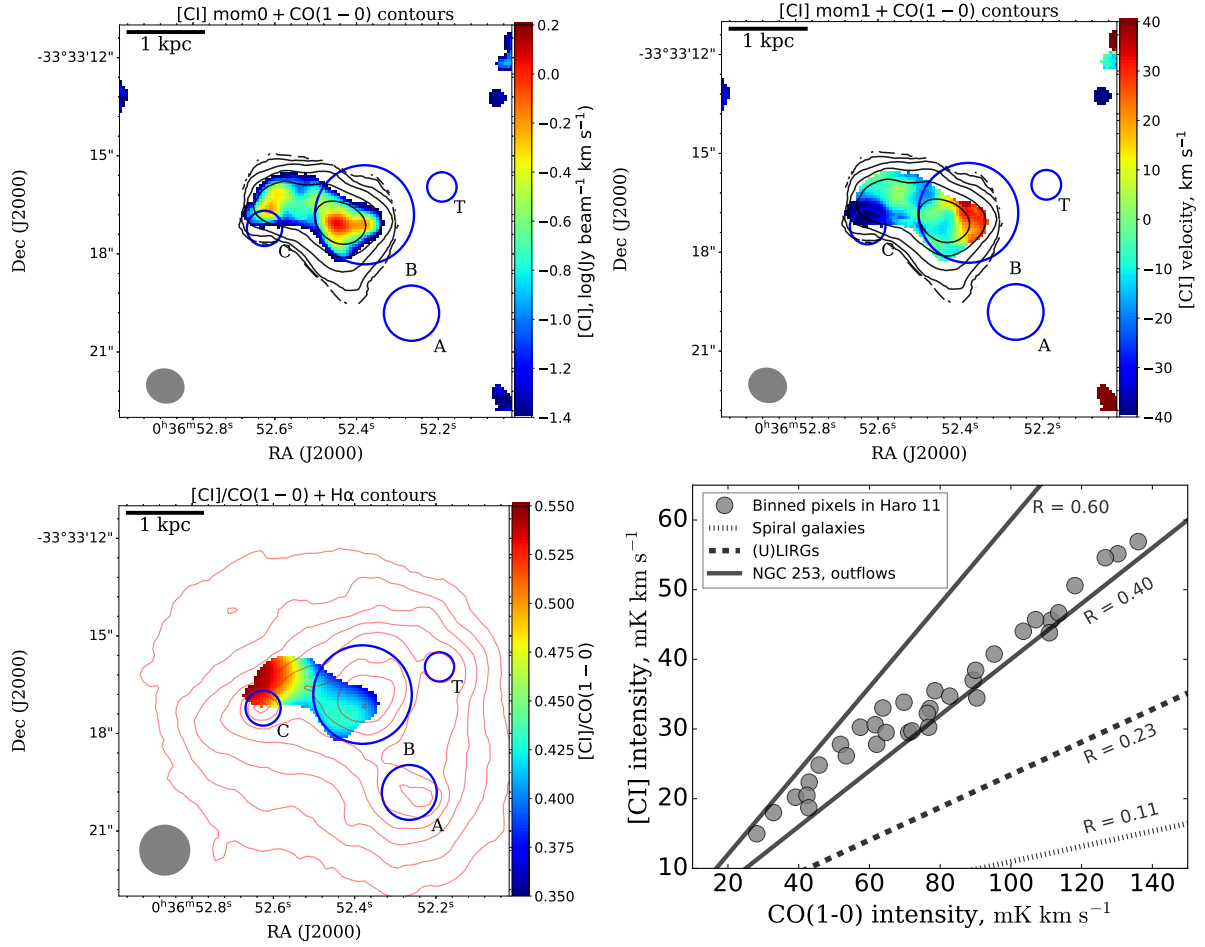 [CI] mom0 + CO(1 − 0) contours
1 kpc
-33°33'12"
15"
18"
21"
Dec (J2000)
C
B
T
A
0h36m52.8s
52.6s
52.4s
52.2s
RA (J2000)
0.2
0.0
−0.2
−0.4
−0.6
−0.8
−1.0
−1.2
−1.4
[CI], log(Jy beam−1 km s−1)
[CI] mom1 + CO(1 − 0) contours
1 kpc
-33°33'12"
15"
18"
21"
Dec (J2000)
C
B
T
A
0h36m52.8s
52.6s
52.4s
52.2s
RA (J2000)
40
30
20
10
0
−10
−20
−30
−40
[CI] velocity, km s−1
[CI]/CO(1 − 0) + Hα contours
1 kpc
-33°33'12"
15"
18"
21"
Dec (J2000)
C
B
T
A
0h36m52.8s
52.6s
52.4s
52.2s
RA (J2000)
0.550
0.525
0.500
0.475
0.450
0.425
0.400
0.375
0.350
[CI]/CO(1−0)
Binned pixels in Haro 11
Spiral galaxies
(U)LIRGs
NGC 253, outflows
R = 0.60
R = 0.40
R = 0.23
R = 0.11
60
50
40
30
20
10
[CI] intensity, mK km s−1
20
40
60
80
100
120
140
CO(1-0) intensity, mK km s−1